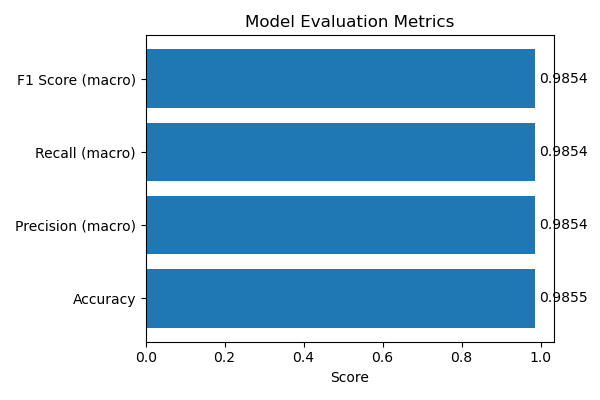 Model Evaluation Metrics
F1 Score (macro) 0.9854
Recall (macro) 0.9854
Precision (macro) 0.9854
Accuracy 0.9855
0.0 0.2 0.4 0.6 0.8 1.0
Score